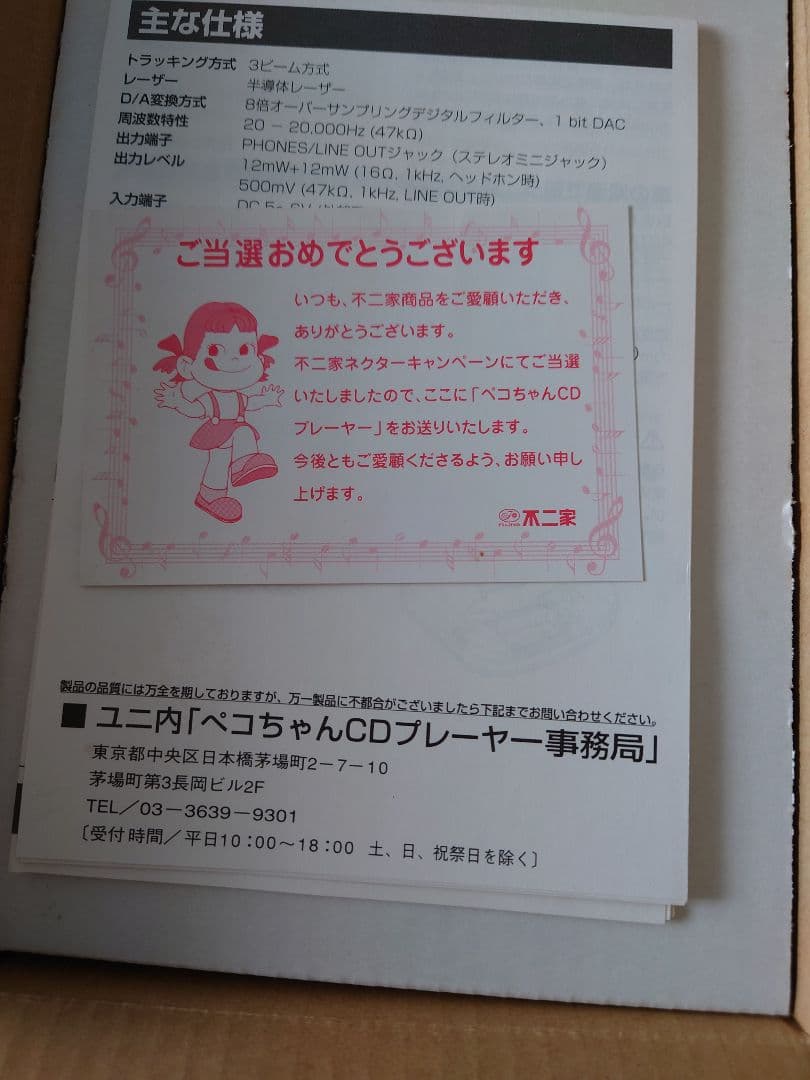 主な仕様
トラッキング方式 3ビーム方式
レーザー 半導体レーザー
D/A変換方式 8倍オーバーサンプリングデジタルフィルター、1 bit DAC
周波数特性 20 − 20,000Hz (47kΩ)
出力端子 PHONES/LINE OUTジャック（ステレオミニジャック）
出力レベル 12mW+12mW (16Ω, 1kHz, ヘッドホン時)
500mV (47kΩ, 1kHz, LINE OUT時)
入力端子
ご当選おめでとうございます
いつも、不二家商品をご愛顧いただき、
ありがとうございます。
不二家ネクターキャンペーンにてご当選
いたしましたので、ここに「ペコちゃんCD
プレーヤー」をお送りいたします。
今後ともご愛顧くださるよう、お願い申し
上げます。
不二家
製品の品質には万全を期しておりますが、万一製品に不都合がございましたら下記までお問い合わせください。
■ ユニ内「ペコちゃんCDプレーヤー事務局」
東京都中央区日本橋茅場町2−7−10
茅場町第3長岡ビル2F
TEL／03−3639−9301
〔受付時間／平日10：00〜18：00 土、日、祝祭日を除く〕